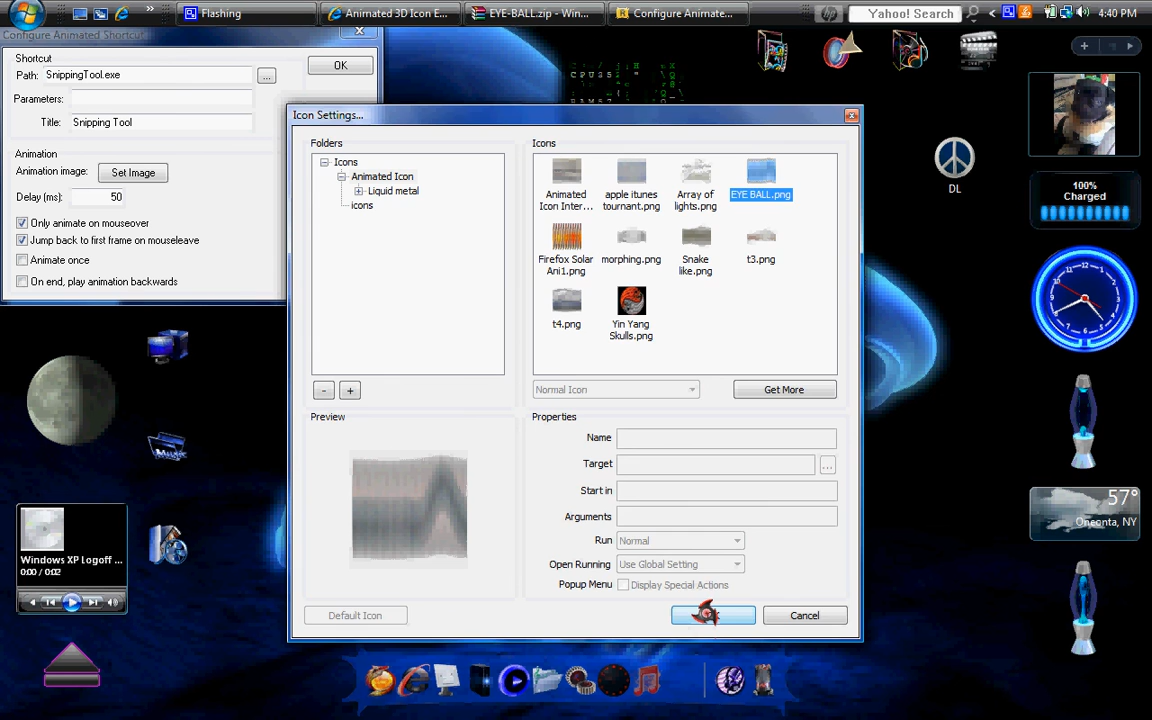 Flashing
Animated 3D Icon E...
EYE-BALL.zip - Win...
Configure Animate...
Yahoo! Search
4:40 PM
Configure Animated Shortcut
Shortcut
Path: SnippingTool.exe
...
OK
Parameters:
Title: Snipping Tool
Animation
Animation image: Set Image
Delay (ms): 50
Only animate on mouseover
Jump back to first frame on mouseleave
Animate once
On end, play animation backwards
Icon Settings...
Folders
Icons
Animated Icon
Liquid metal
icons
- +
Icons
Animated Icon Inter...
apple itunes tournant.png
Array of lights.png
EYE BALL.png
Firefox Solar Ani1.png
morphing.png
Snake like.png
t3.png
t4.png
Yin Yang Skulls.png
Normal Icon
Get More
Preview
Default Icon
Properties
Name
Target
...
Start in
Arguments
Run Normal
Open Running Use Global Setting
Popup Menu Display Special Actions
Cancel
DL
100%
Charged
57°
Oneonta, NY
Windows XP Logoff ...
0:00 / 0:02